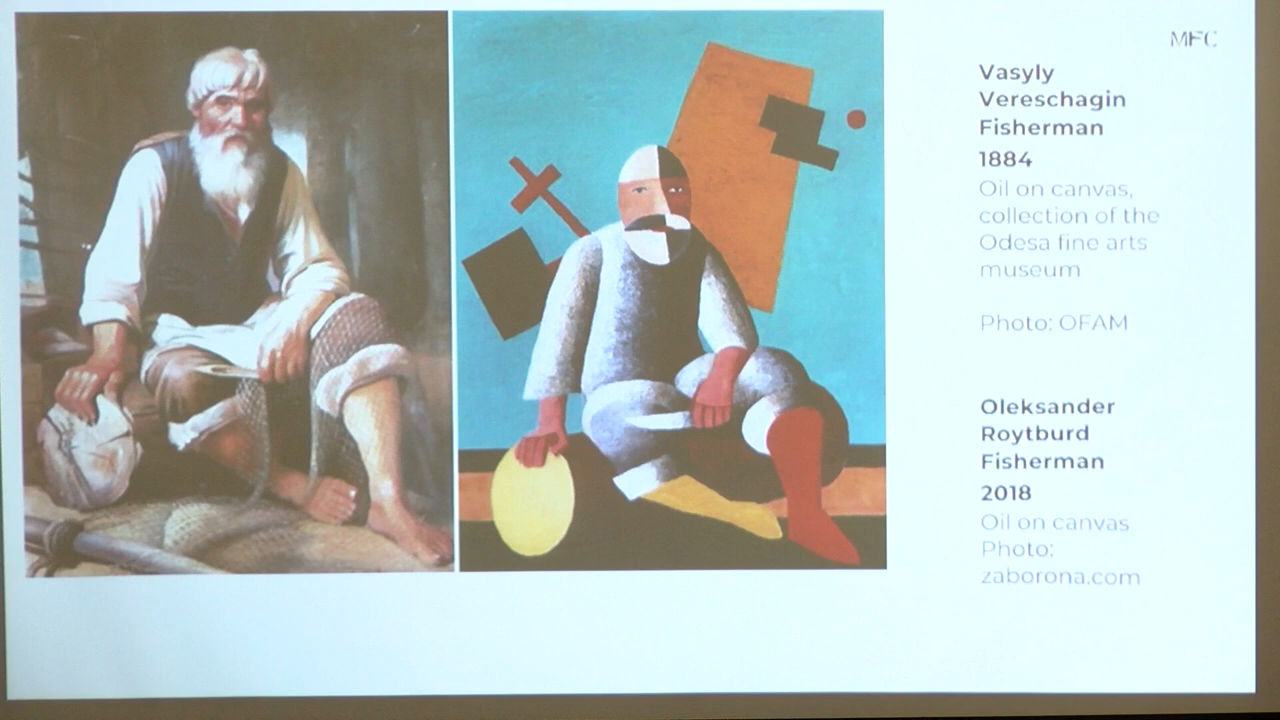 MFC
Vasyly
Vereschagin
Fisherman
1884
Oil on canvas,
collection of the
Odesa fine arts
museum
Photo: OFAM
Oleksander
Roytburd
Fisherman
2018
Oil on canvas
Photo:
zaborona.com